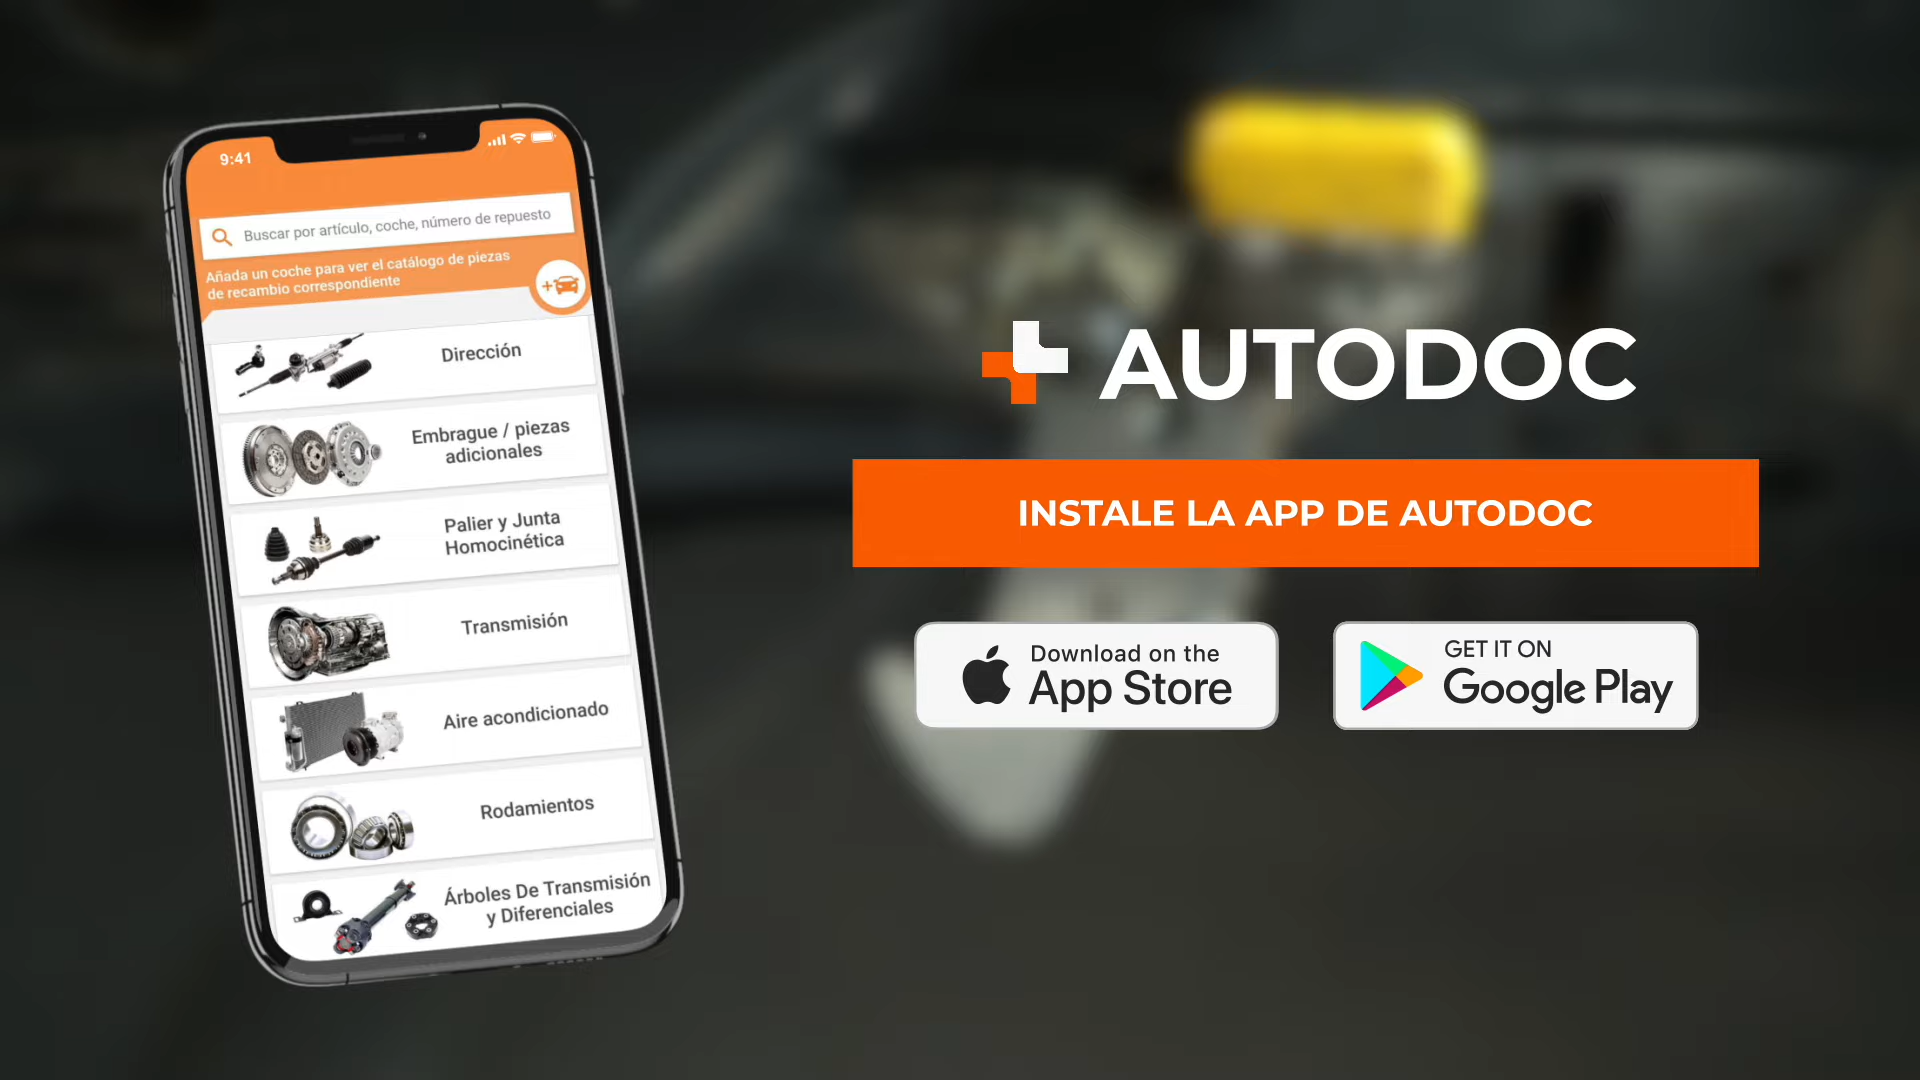 9:41
Buscar por artículo, coche, número de repuesto
Añada un coche para ver el catálogo de piezas
de recambio correspondiente
Dirección
Embrague / piezas
adicionales
Palier y Junta
Homocinética
Transmisión
Aire acondicionado
Rodamientos
Árboles De Transmisión
y Diferenciales
AUTODOC
INSTALE LA APP DE AUTODOC
Download on the
App Store
GET IT ON
Google Play